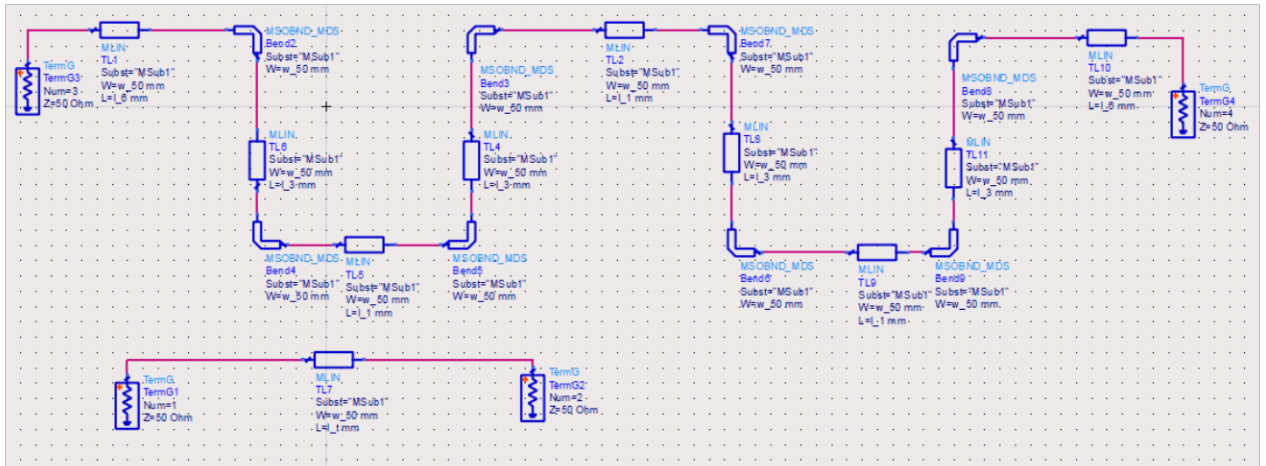 TermG
TermG3
Num=3
Z=50 Ohm
MLIN
TL1
Subst="MSub1"
W=w_50 mm
L=l_6 mm
MSOBND_MDS
Bend2
Subst="MSub1"
W=w_50 mm
MLIN
TL6
Subst="MSub1"
W=w_50 mm
L=l_3 mm
MSOBND_MDS
Bend4
Subst="MSub1"
W=w_50 mm
MLIN
TL5
Subst="MSub1"
W=w_50 mm
L=l_1 mm
MSOBND_MDS
Bend5
Subst="MSub1"
W=w_50 mm
MLIN
TL4
Subst="MSub1"
W=w_50 mm
L=l_3 mm
MSOBND_MDS
Bend3
Subst="MSub1"
W=w_50 mm
MLIN
TL2
Subst="MSub1"
W=w_50 mm
L=l_1 mm
MSOBND_MDS
Bend7
Subst="MSub1"
W=w_50 mm
MLIN
TL8
Subst="MSub1"
W=w_50 mm
L=l_3 mm
MSOBND_MDS
Bend6
Subst="MSub1"
W=w_50 mm
MLIN
TL9
Subst="MSub1"
W=w_50 mm
L=l_1 mm
MSOBND_MDS
Bend9
Subst="MSub1"
W=w_50 mm
MLIN
TL11
Subst="MSub1"
W=w_50 mm
L=l_3 mm
MSOBND_MDS
Bend8
Subst="MSub1"
W=w_50 mm
MLIN
TL10
Subst="MSub1"
W=w_50 mm
L=l_6 mm
TermG
TermG4
Num=4
Z=50 Ohm
TermG
TermG1
Num=1
Z=50 Ohm
MLIN
TL7
Subst="MSub1"
W=w_50 mm
L=l_t mm
TermG
TermG2
Num=2
Z=50 Ohm